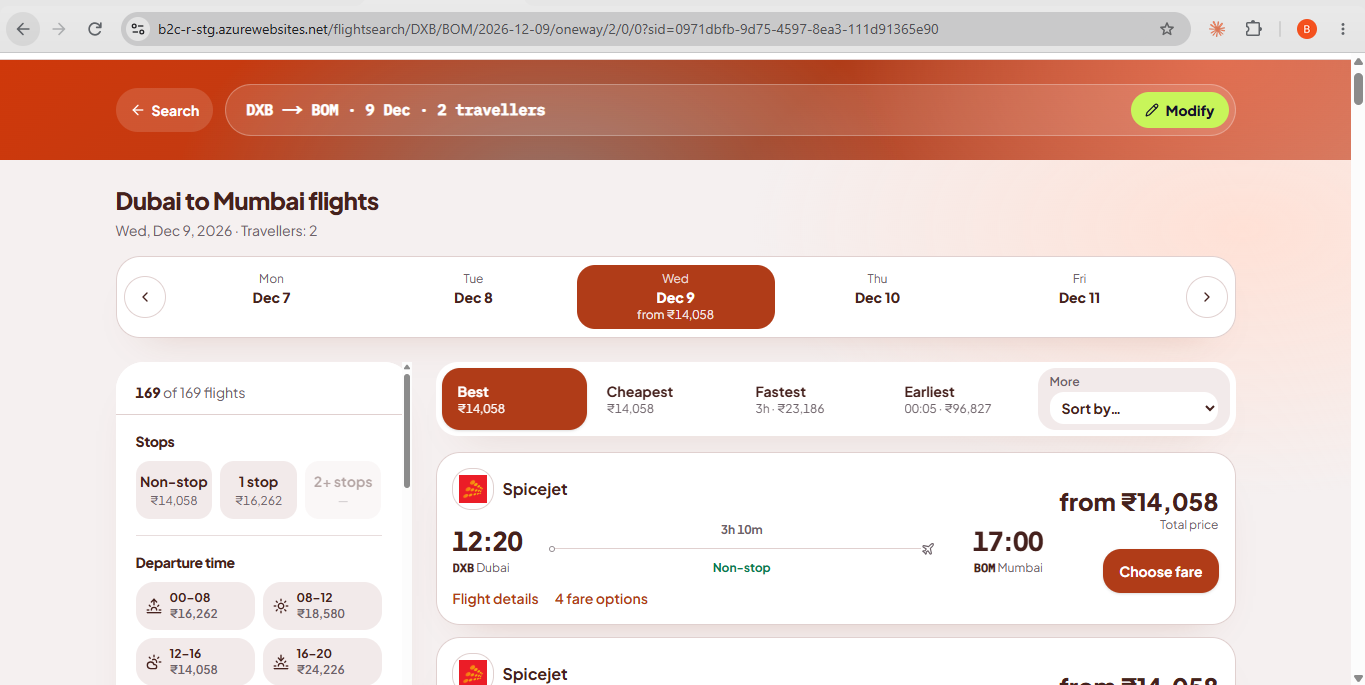 b2c-r-stg.azurewebsites.net/flightsearch/DXB/BOM/2026-12-09/oneway/2/0/0?sid=0971dbfb-9d75-4597-8ea3-111d91365e90
B
← Search
DXB → BOM · 9 Dec · 2 travellers
Modify
Dubai to Mumbai flights
Wed, Dec 9, 2026 · Travellers: 2
Mon
Dec 7
Tue
Dec 8
Wed
Dec 9
from ₹14,058
Thu
Dec 10
Fri
Dec 11
169 of 169 flights
Stops
Non-stop
₹14,058
1 stop
₹16,262
2+ stops
—
Departure time
00–08
₹16,262
08–12
₹18,580
12–16
₹14,058
16–20
₹24,226
Best
₹14,058
Cheapest
₹14,058
Fastest
3h · ₹23,186
Earliest
00:05 · ₹96,827
More
Sort by...
Spicejet
12:20
DXB Dubai
3h 10m
Non-stop
17:00
BOM Mumbai
from ₹14,058
Total price
Choose fare
Flight details
4 fare options
Spicejet
from ₹14,058